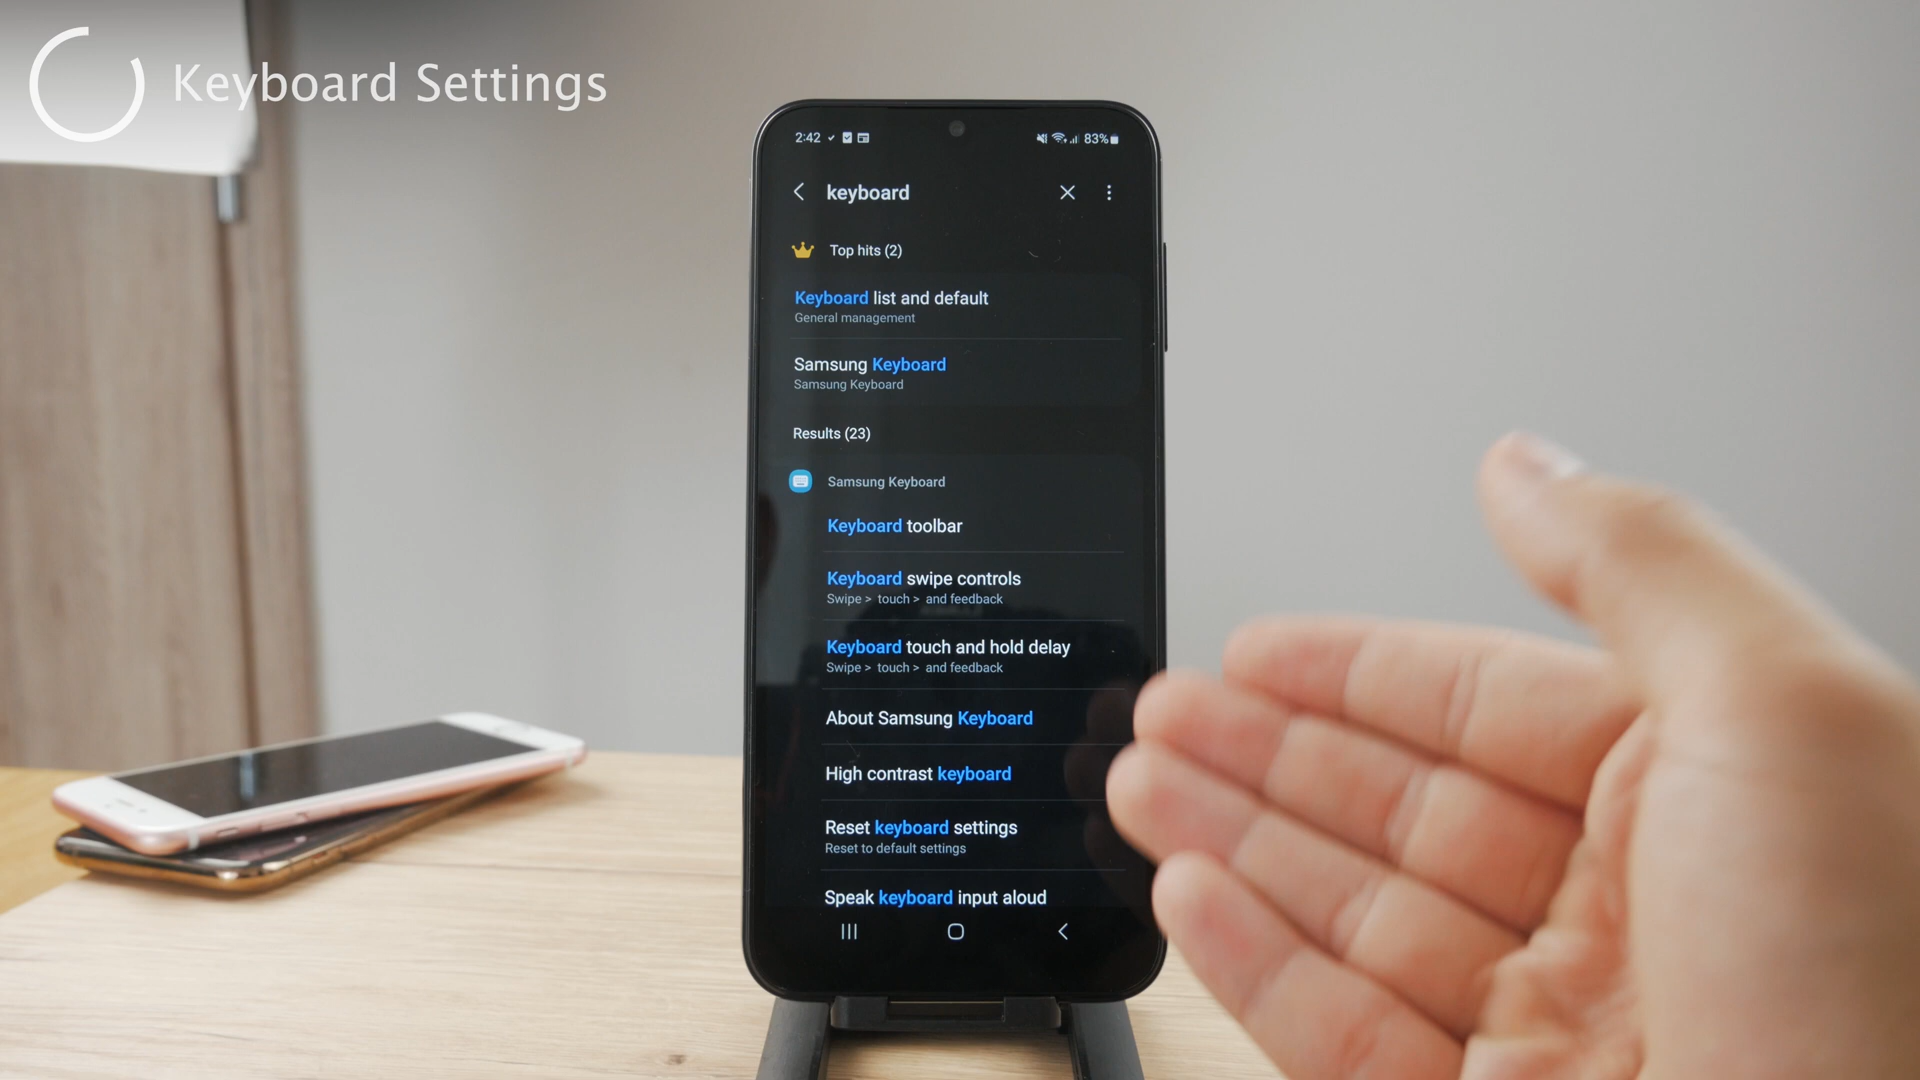 Keyboard Settings
2:42
83%
keyboard
Top hits (2)
Keyboard list and default
General management
Samsung Keyboard
Samsung Keyboard
Results (23)
Samsung Keyboard
Keyboard toolbar
Keyboard swipe controls
Swipe > touch > and feedback
Keyboard touch and hold delay
Swipe > touch > and feedback
About Samsung Keyboard
High contrast keyboard
Reset keyboard settings
Reset to default settings
Speak keyboard input aloud